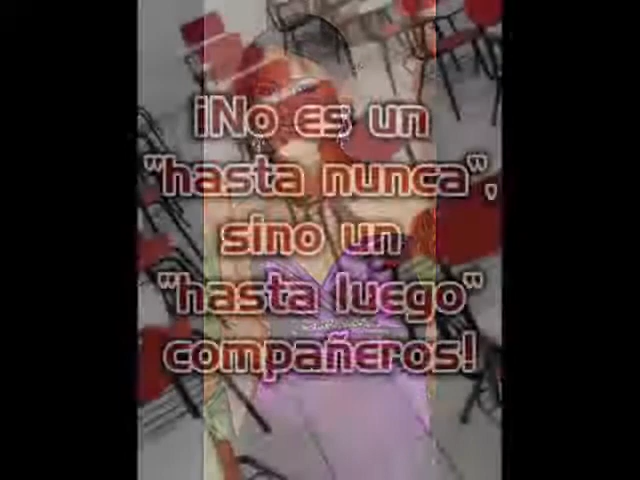 ¡No es un
"hasta nunca",
sino un
"hasta luego"
compañeros!